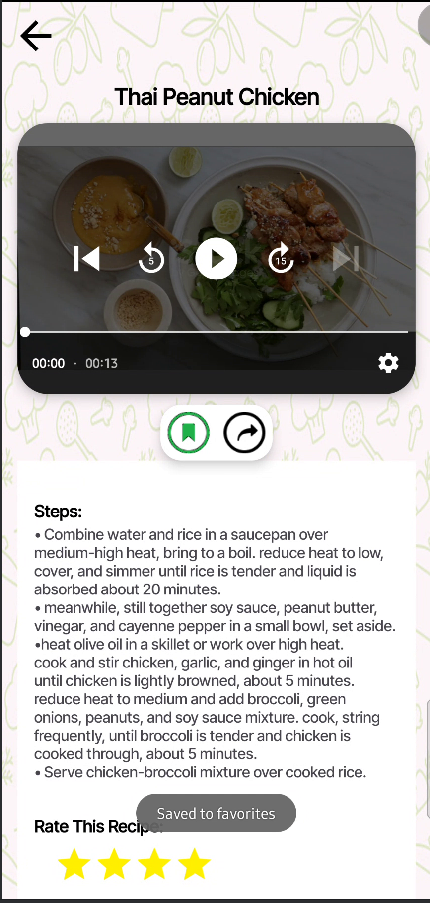 Thai Peanut Chicken
5
15
00:00 · 00:13
Steps:
• Combine water and rice in a saucepan over
medium-high heat, bring to a boil. reduce heat to low,
cover, and simmer until rice is tender and liquid is
absorbed about 20 minutes.
• meanwhile, still together soy sauce, peanut butter,
vinegar, and cayenne pepper in a small bowl, set aside.
•heat olive oil in a skillet or work over high heat.
cook and stir chicken, garlic, and ginger in hot oil
until chicken is lightly browned, about 5 minutes.
reduce heat to medium and add broccoli, green
onions, peanuts, and soy sauce mixture. cook, string
frequently, until broccoli is tender and chicken is
cooked through, about 5 minutes.
• Serve chicken-broccoli mixture over cooked rice.
Saved to favorites
Rate This Recipe: